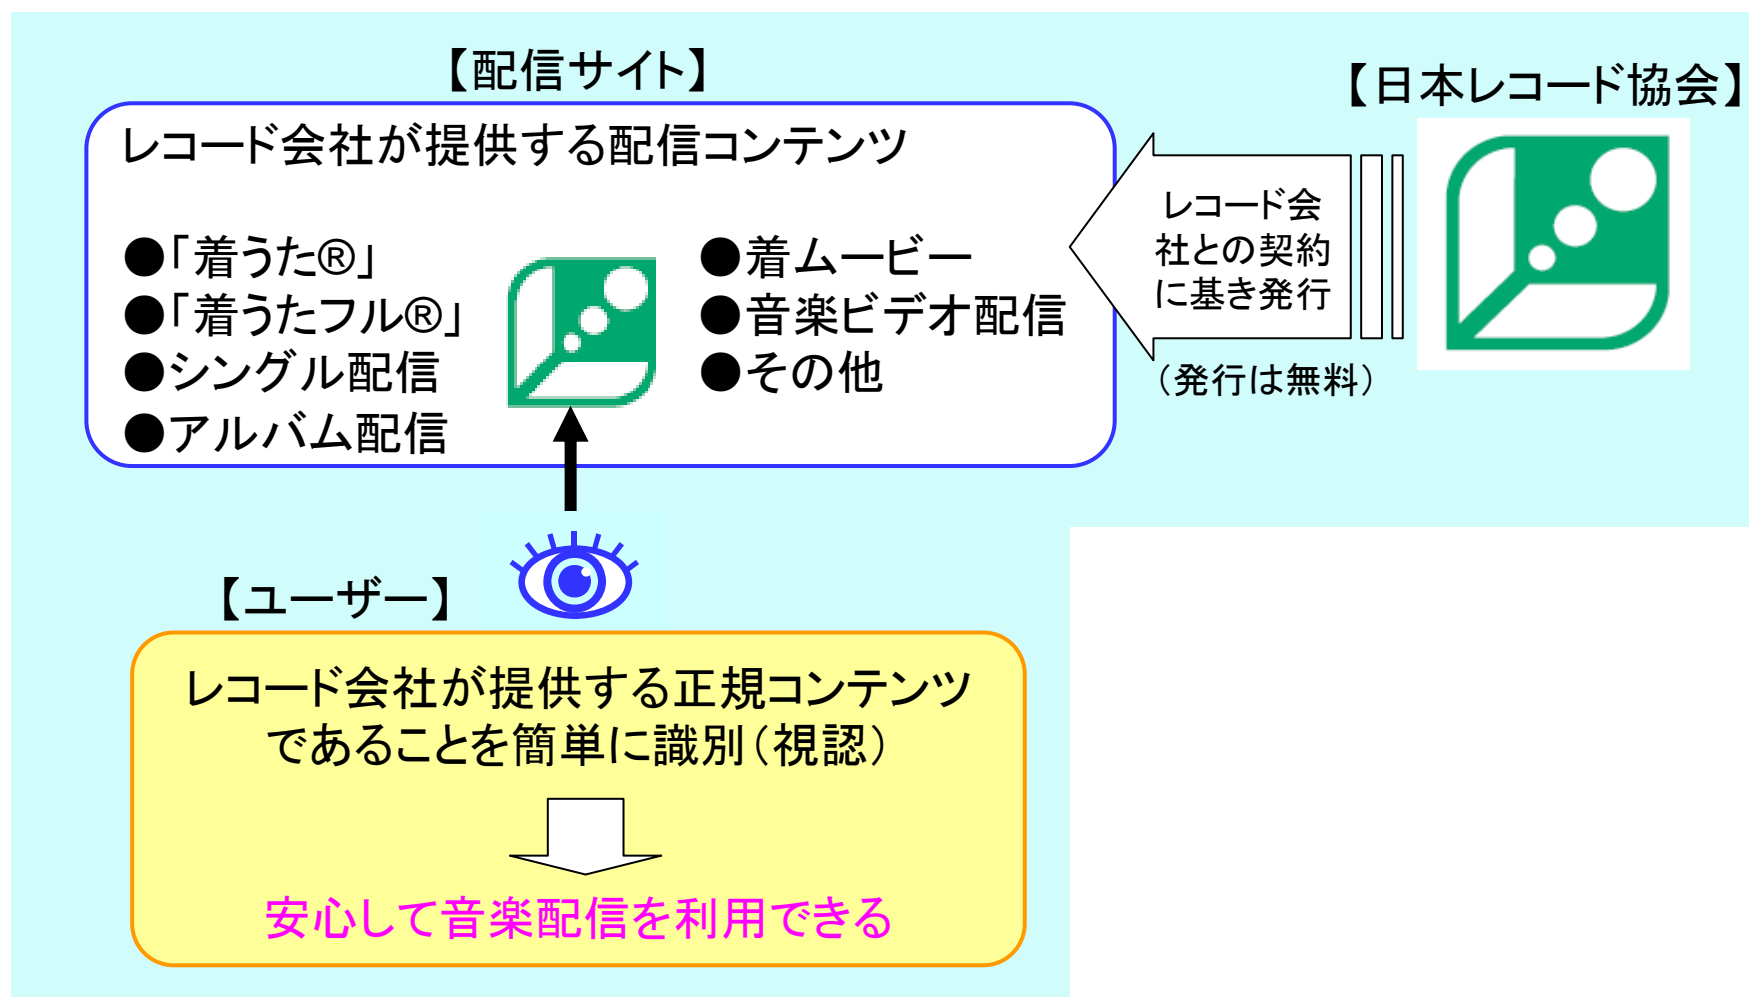 【配信サイト】
レコード会社が提供する配信コンテンツ
●「着うた®」
●「着うたフル®」
●シングル配信
●アルバム配信
●着ムービー
●音楽ビデオ配信
●その他
【日本レコード協会】
レコード会
社との契約
に基き発行
（発行は無料）
【ユーザー】
レコード会社が提供する正規コンテンツ
であることを簡単に識別（視認）
安心して音楽配信を利用できる